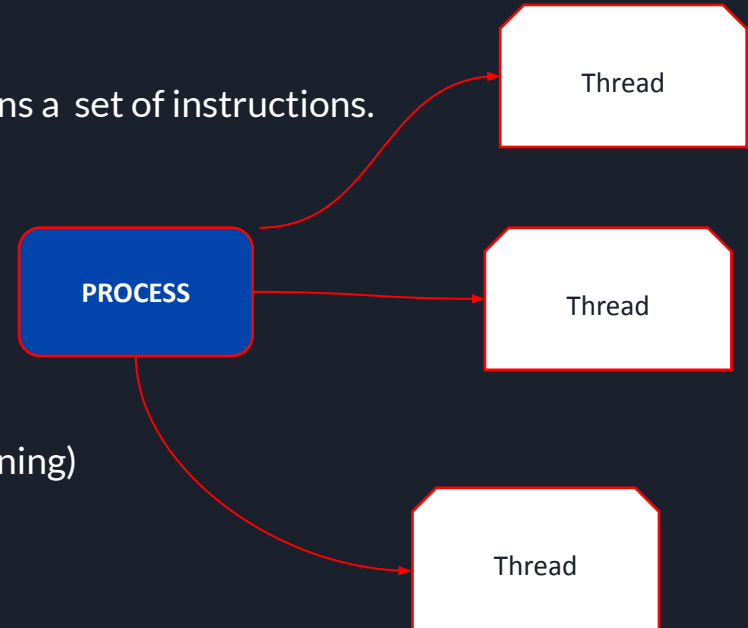 Thread
ns a set of instructions.
PROCESS
Thread
ning)
Thread